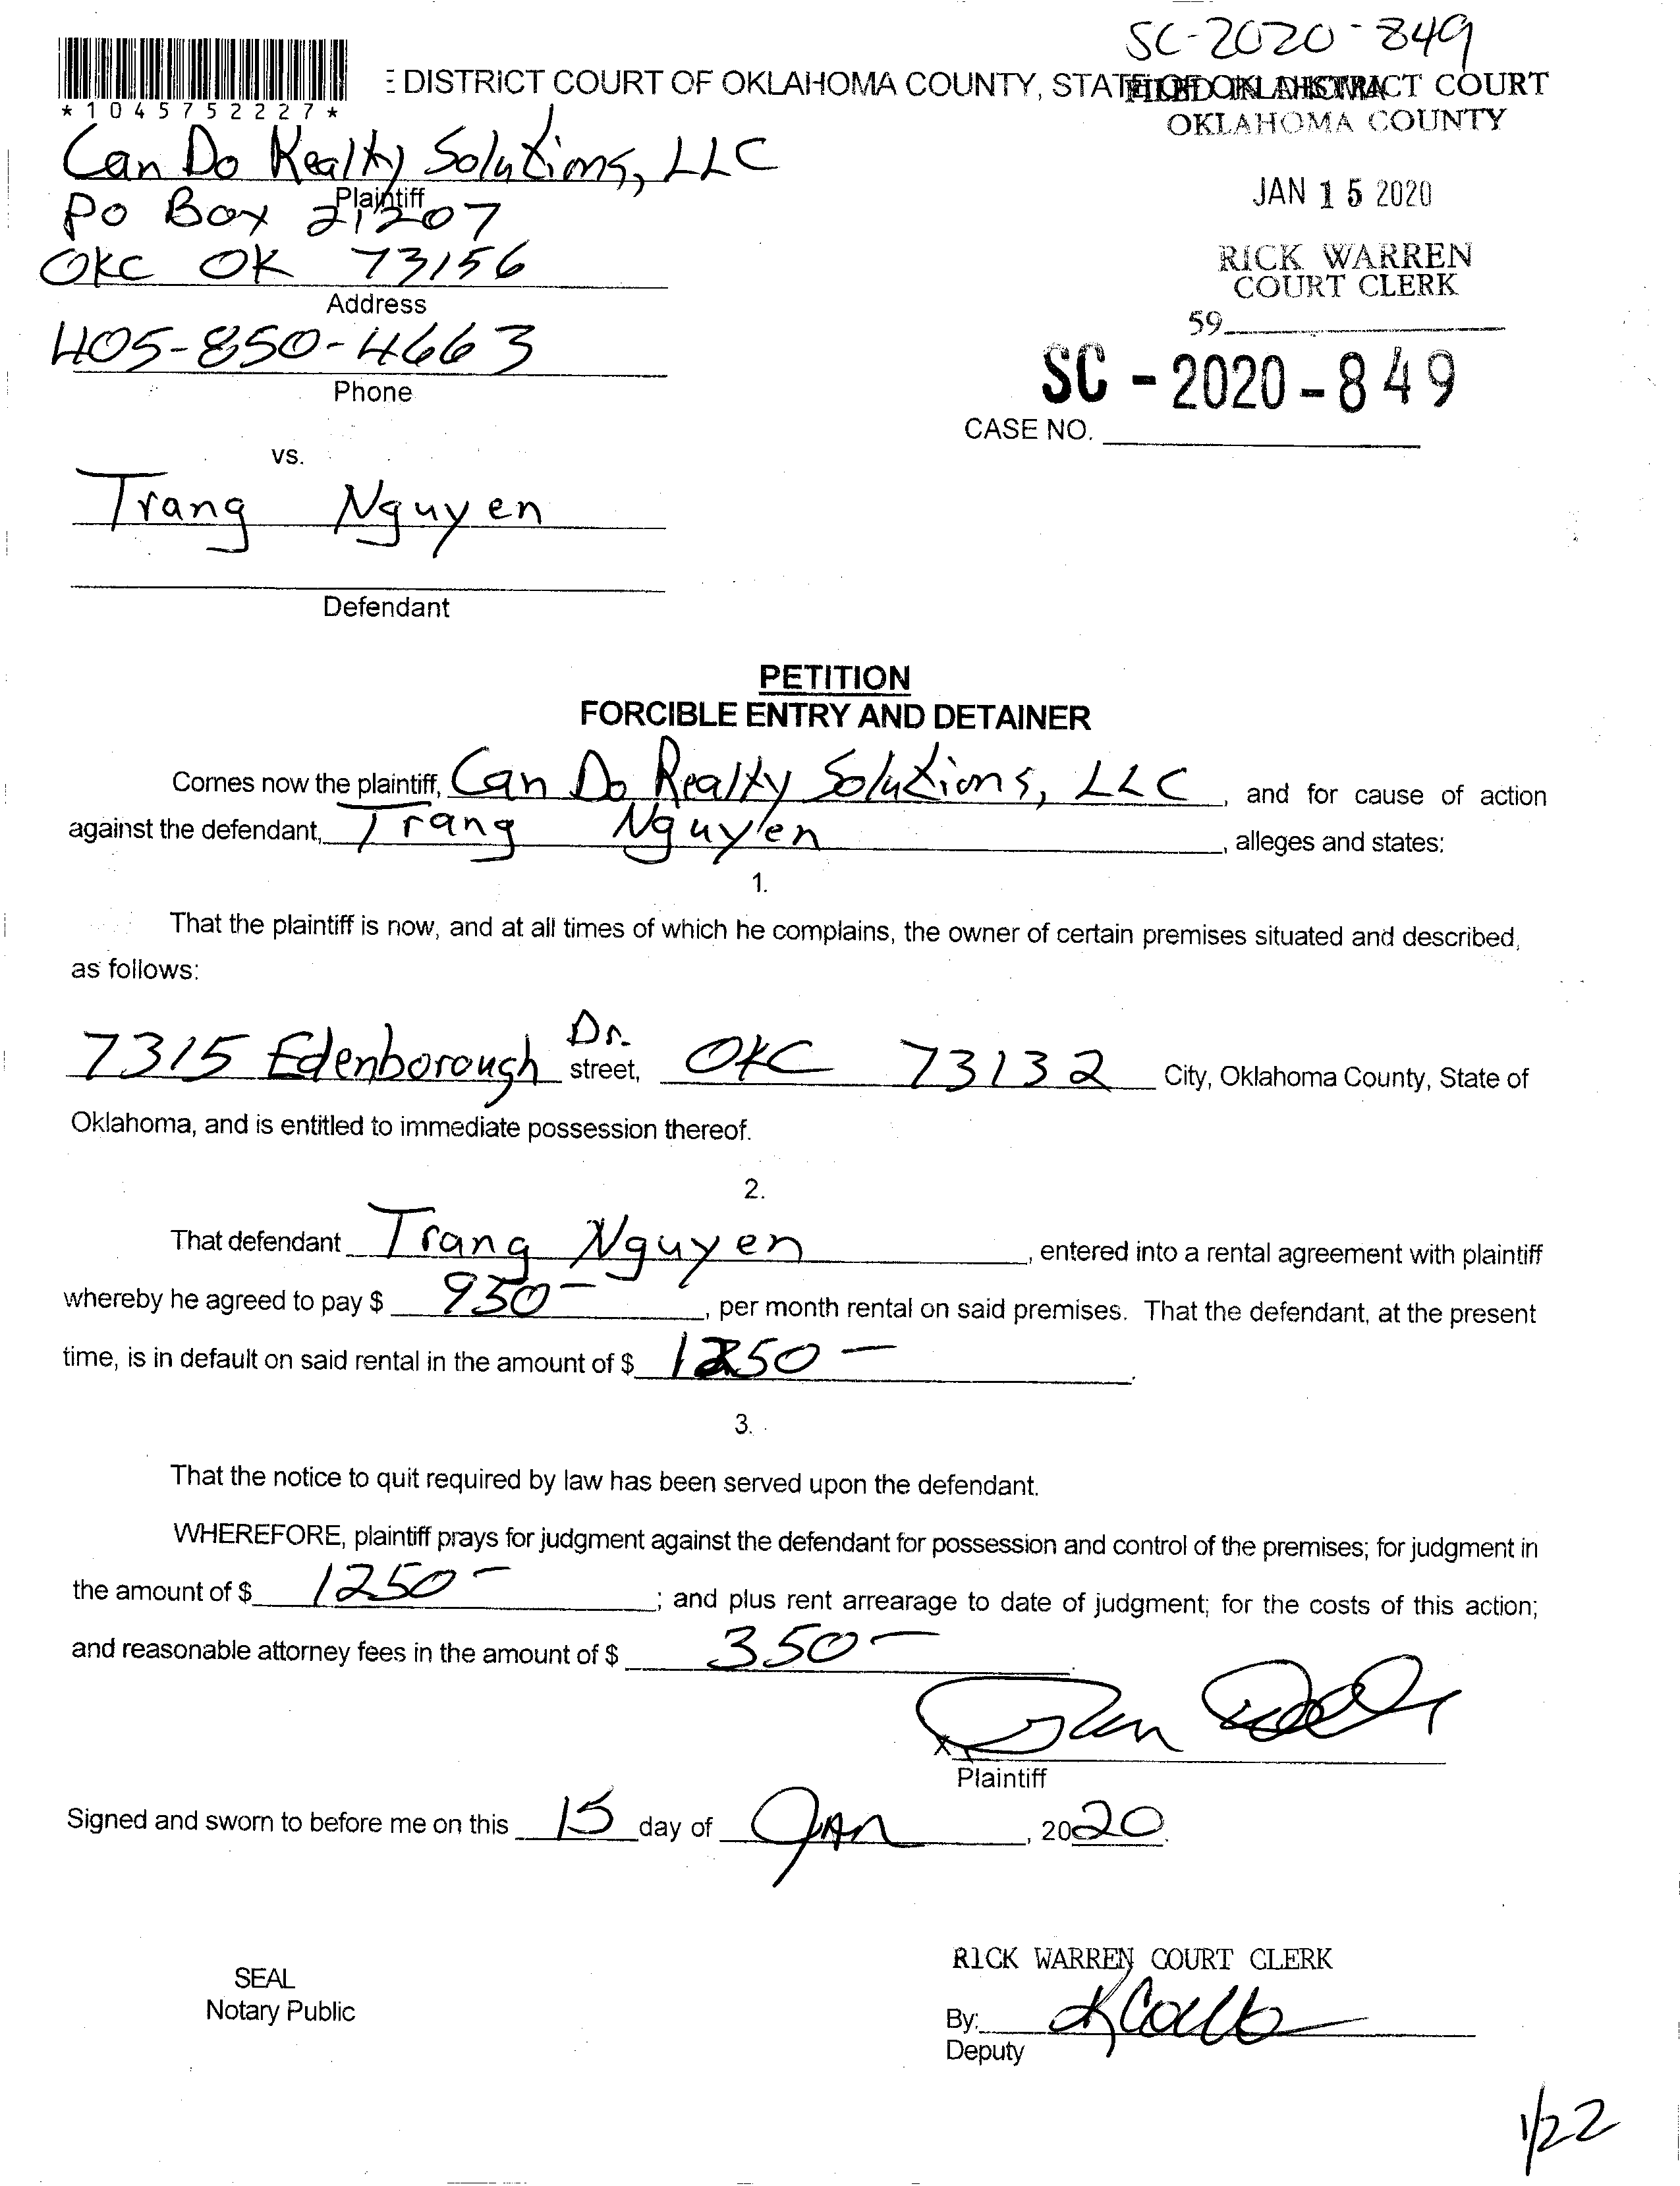 SC-2020-849
E DISTRICT COURT OF OKLAHOMA COUNTY, STATE OF OKLAHOMA
FILED IN DISTRICT COURT
OKLAHOMA COUNTY
*1045752227*
Can Do Realty Solutions, LLC
Plaintiff
PO Box 21207
JAN 15 2020
OKC OK 73156
Address
RICK WARREN
COURT CLERK
59
405-850-4663
Phone
SC - 2020 - 849
CASE NO.
vs.
Trang Nguyen
Defendant
PETITION
FORCIBLE ENTRY AND DETAINER
Comes now the plaintiff, Can Do Realty Solutions, LLC, and for cause of action
against the defendant, Trang Nguyen, alleges and states:
1.
That the plaintiff is now, and at all times of which he complains, the owner of certain premises situated and described,
as follows:
7315 Edenborough Dr. street, OKC 73132 City, Oklahoma County, State of
Oklahoma, and is entitled to immediate possession thereof.
2.
That defendant Trang Nguyen, entered into a rental agreement with plaintiff
whereby he agreed to pay $ 950-, per month rental on said premises. That the defendant, at the present
time, is in default on said rental in the amount of $ 1250-.
3.
That the notice to quit required by law has been served upon the defendant.
WHEREFORE, plaintiff prays for judgment against the defendant for possession and control of the premises; for judgment in
the amount of $ 1250-; and plus rent arrearage to date of judgment; for the costs of this action;
and reasonable attorney fees in the amount of $ 350-.
X
Plaintiff
Signed and sworn to before me on this 15 day of Jan, 2020.
RICK WARREN COURT CLERK
SEAL
Notary Public
By:
Deputy
1/22